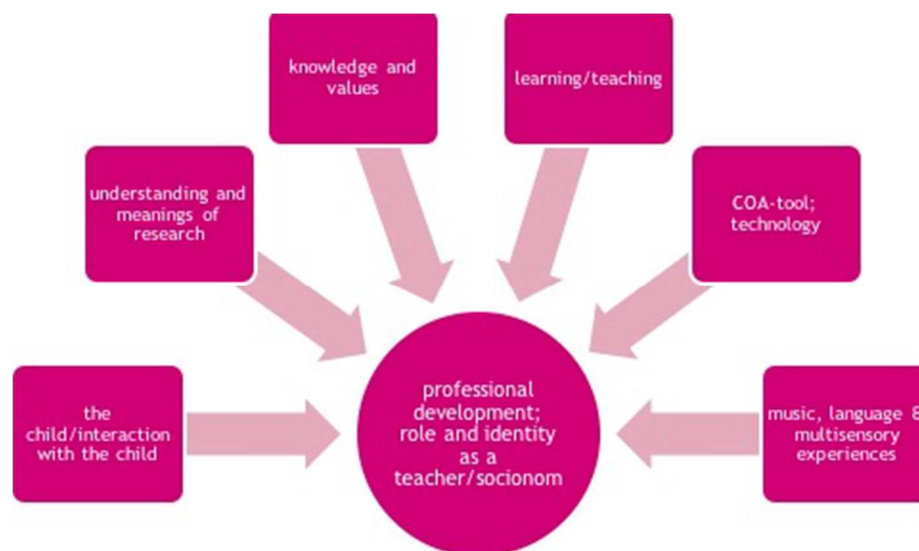 knowledge and
values
learning/teaching
understanding and
meanings of
research
COA-tool;
technology
the
child/interaction
with the child
professional
development;
role and identity
as a
teacher/socionom
music, language &
multisensory
experiences